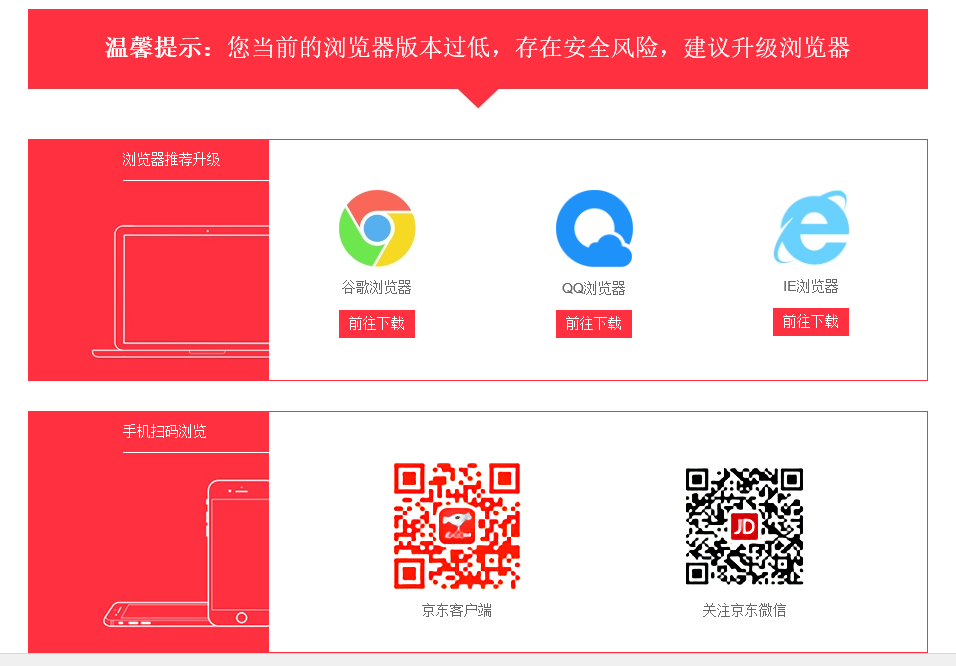 温馨提示：您当前的浏览器版本过低，存在安全风险，建议升级浏览器
浏览器推荐升级
谷歌浏览器
QQ浏览器
IE浏览器
前往下载
前往下载
前往下载
手机扫码浏览
JD
京东客户端
关注京东微信